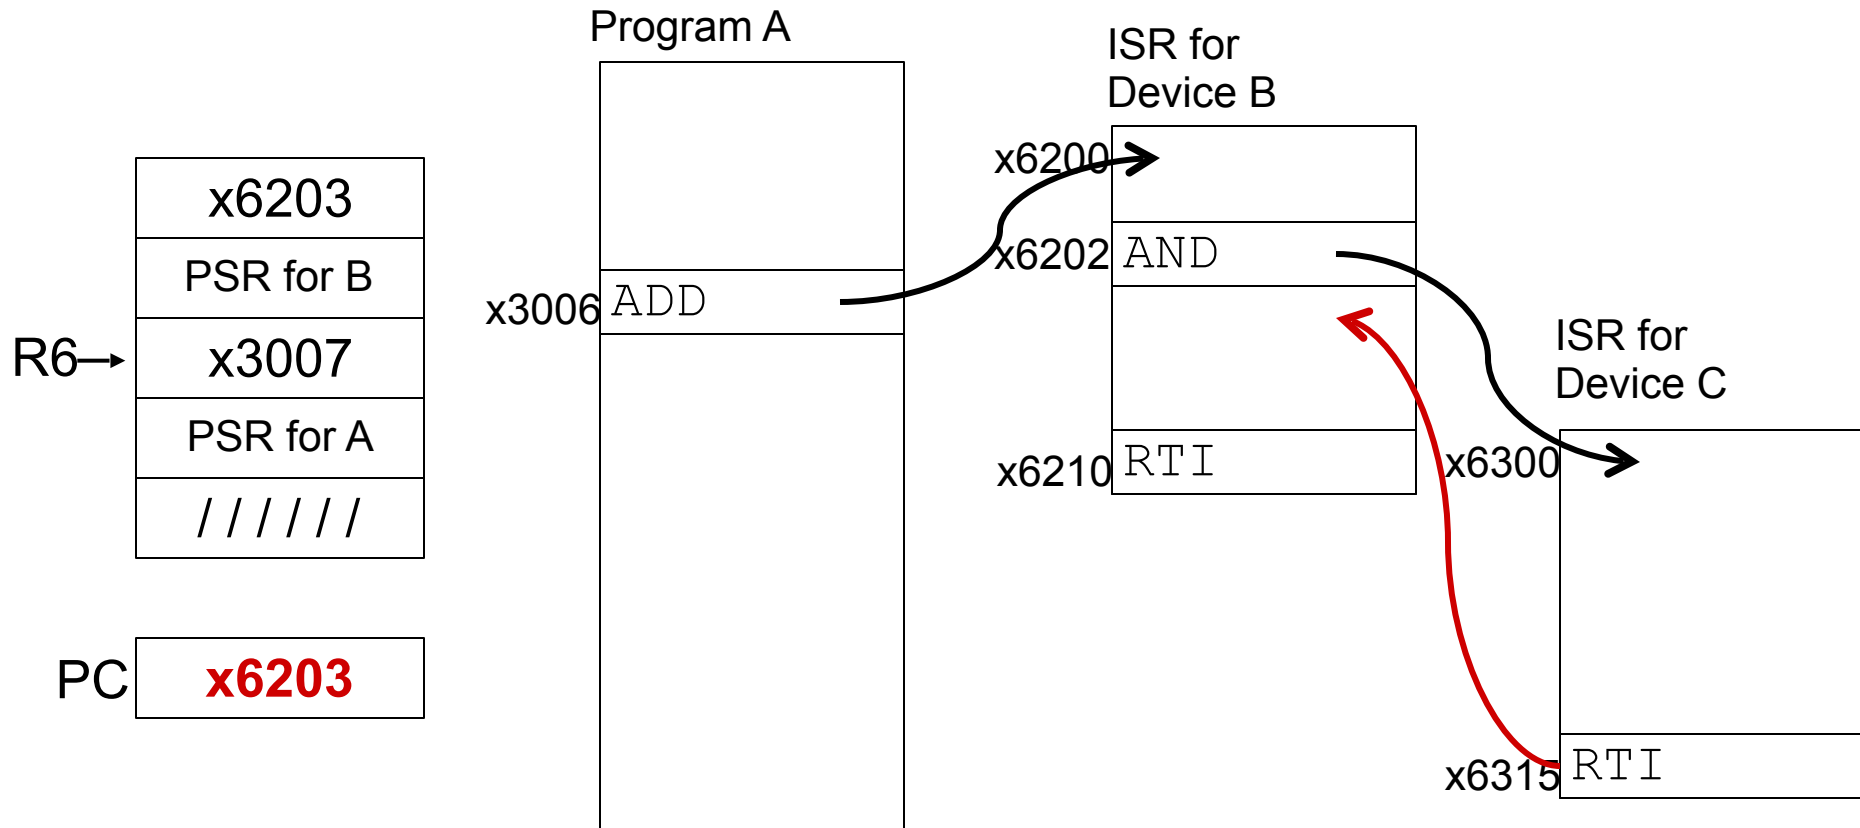 Program A
ISR for
Device B
x6203
PSR for B
R6
x3007
PSR for A
//////
PC
x6203
x3006
ADD
x6200
x6202
AND
x6210
RTI
ISR for
Device C
x6300
x6315
RTI